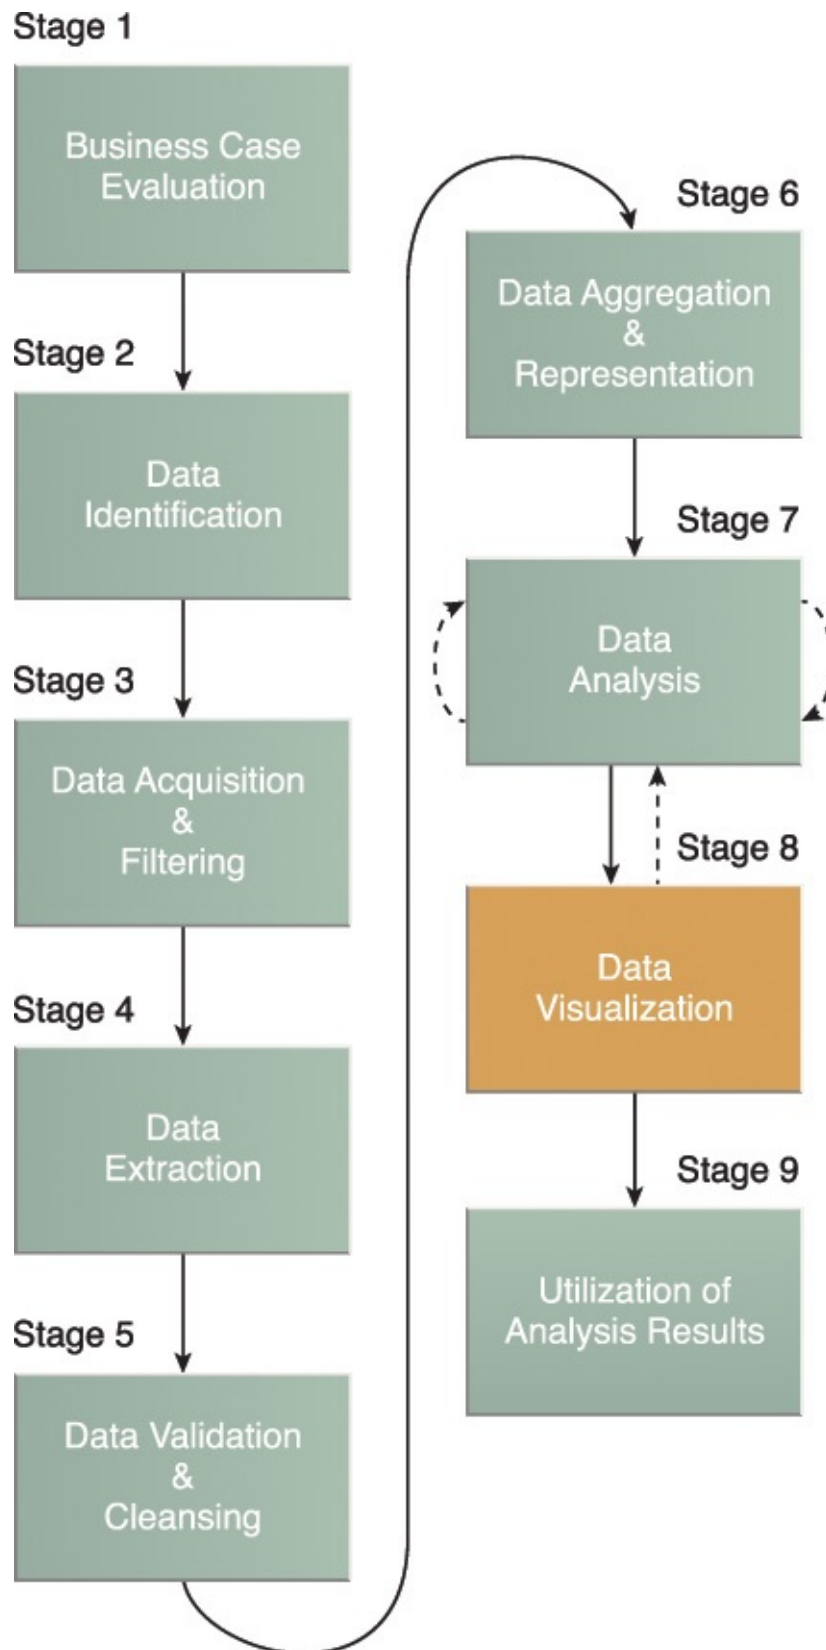 Stage 1
Business Case
Evaluation
Stage 2
Data
Identification
Stage 3
Data Acquisition
&
Filtering
Stage 4
Data
Extraction
Stage 5
Data Validation
&
Cleansing
Stage 6
Data Aggregation
&
Representation
Stage 7
Data
Analysis
Stage 8
Data
Visualization
Stage 9
Utilization of
Analysis Results